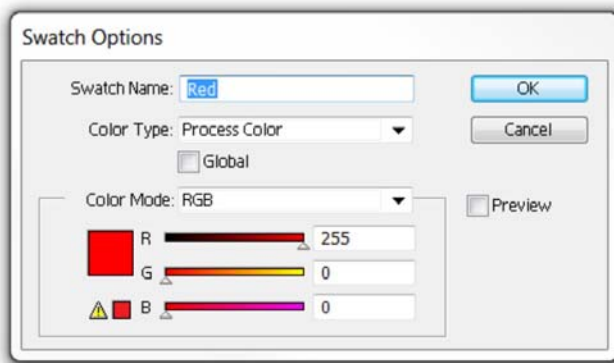 Swatch Options
Swatch Name: Red
OK
Color Type: Process Color
Cancel
Global
Color Mode: RGB
Preview
R 255
G 0
B 0